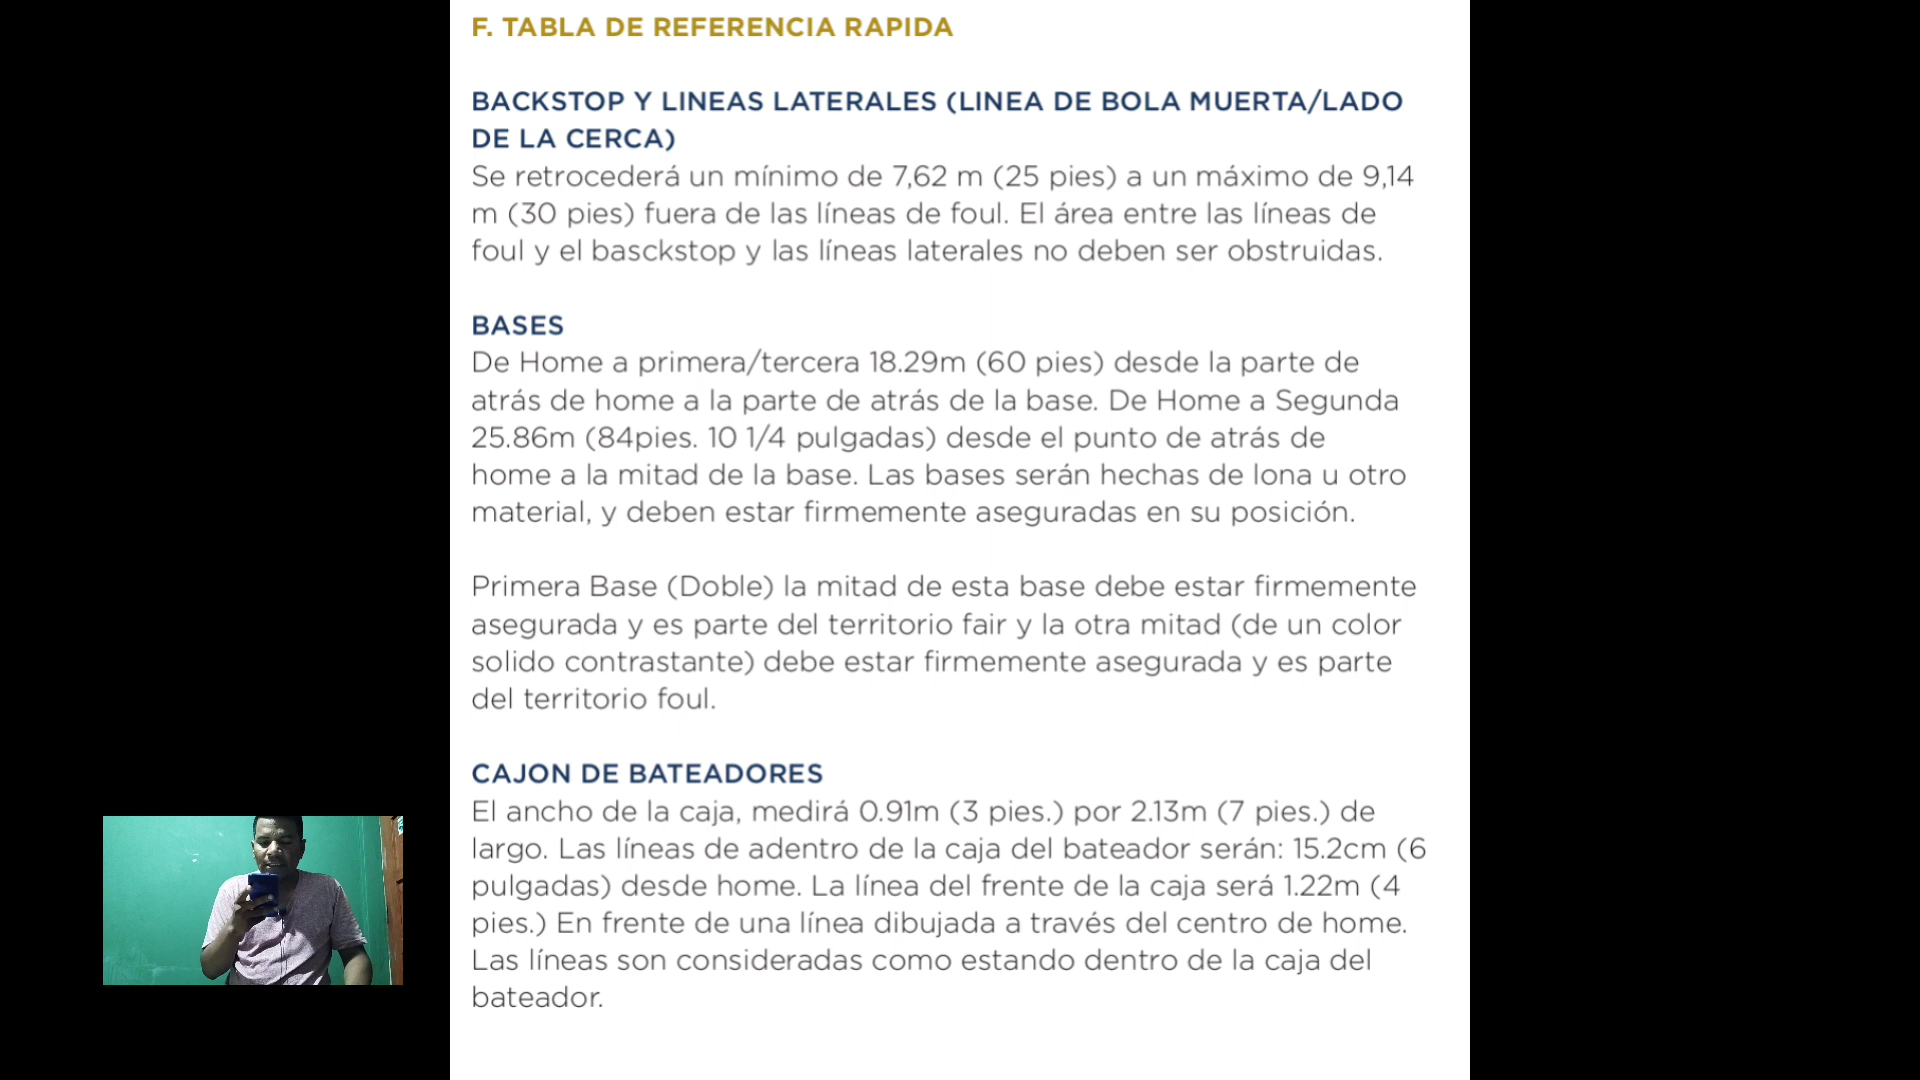 F. TABLA DE REFERENCIA RAPIDA
BACKSTOP Y LINEAS LATERALES (LINEA DE BOLA MUERTA/LADO
DE LA CERCA)
Se retrocederá un mínimo de 7,62 m (25 pies) a un máximo de 9,14
m (30 pies) fuera de las líneas de foul. El área entre las líneas de
foul y el basckstop y las líneas laterales no deben ser obstruidas.
BASES
De Home a primera/tercera 18.29m (60 pies) desde la parte de
atrás de home a la parte de atrás de la base. De Home a Segunda
25.86m (84pies. 10 1/4 pulgadas) desde el punto de atrás de
home a la mitad de la base. Las bases serán hechas de lona u otro
material, y deben estar firmemente aseguradas en su posición.
Primera Base (Doble) la mitad de esta base debe estar firmemente
asegurada y es parte del territorio fair y la otra mitad (de un color
solido contrastante) debe estar firmemente asegurada y es parte
del territorio foul.
CAJON DE BATEADORES
El ancho de la caja, medirá 0.91m (3 pies.) por 2.13m (7 pies.) de
largo. Las líneas de adentro de la caja del bateador serán: 15.2cm (6
pulgadas) desde home. La línea del frente de la caja será 1.22m (4
pies.) En frente de una línea dibujada a través del centro de home.
Las líneas son consideradas como estando dentro de la caja del
bateador.